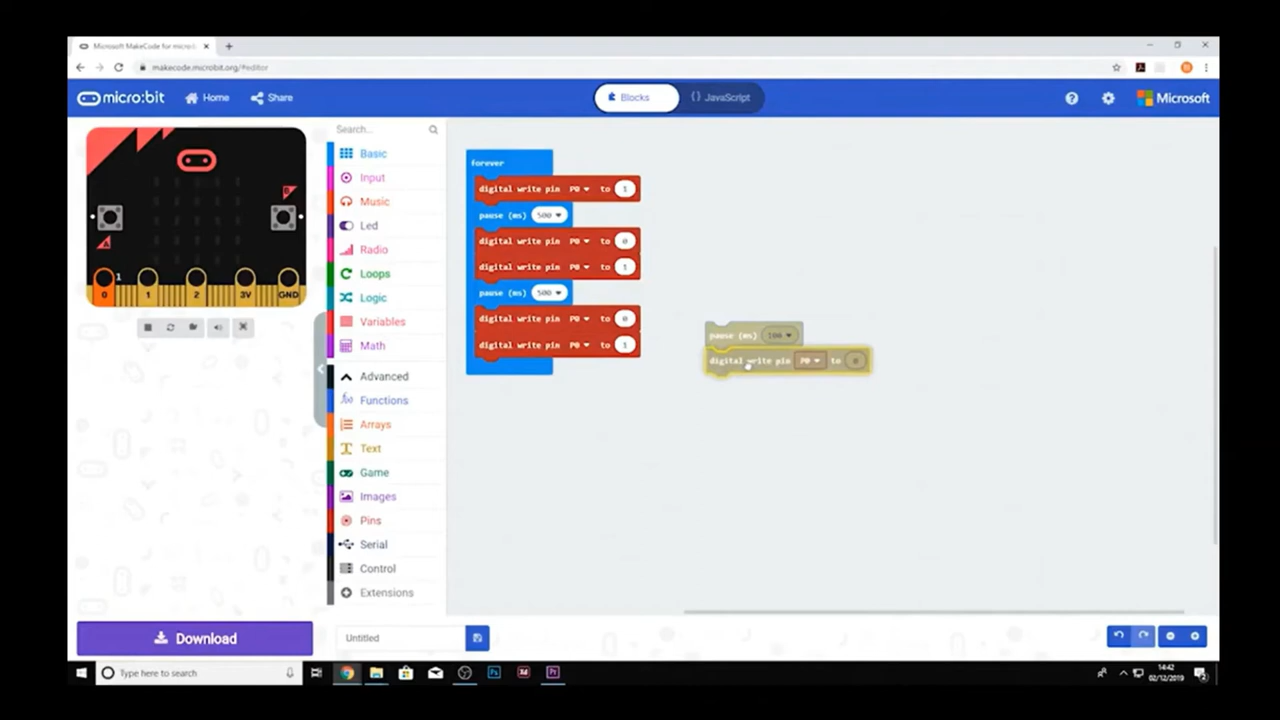 Microsoft MakeCode for micro:
makecode.microbit.org/#editor
micro:bit
Home
Share
Blocks
{} JavaScript
Microsoft
A
B
1
0 1 2 3V GND
Search...
Basic
Input
Music
Led
Radio
Loops
Logic
Variables
Math
Advanced
Functions
Arrays
Text
Game
Images
Pins
Serial
Control
Extensions
forever
digital write pin P0 to 1
pause (ms) 500
digital write pin P0 to 0
digital write pin P0 to 1
pause (ms) 500
digital write pin P0 to 0
digital write pin P0 to 1
pause (ms)
digital write pin P0 to 0
Download
Untitled
Type here to search
Ps
Xd
Pr
14:42
02/12/2019